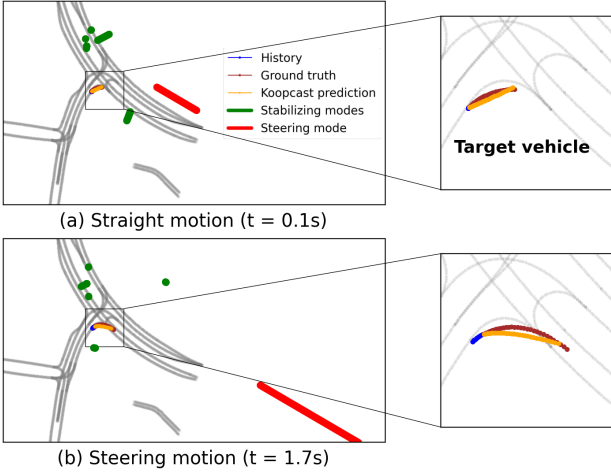 History
Ground truth
Koopcast prediction
Stabilizing modes
Steering mode
Target vehicle
(a) Straight motion (t = 0.1s)
(b) Steering motion (t = 1.7s)